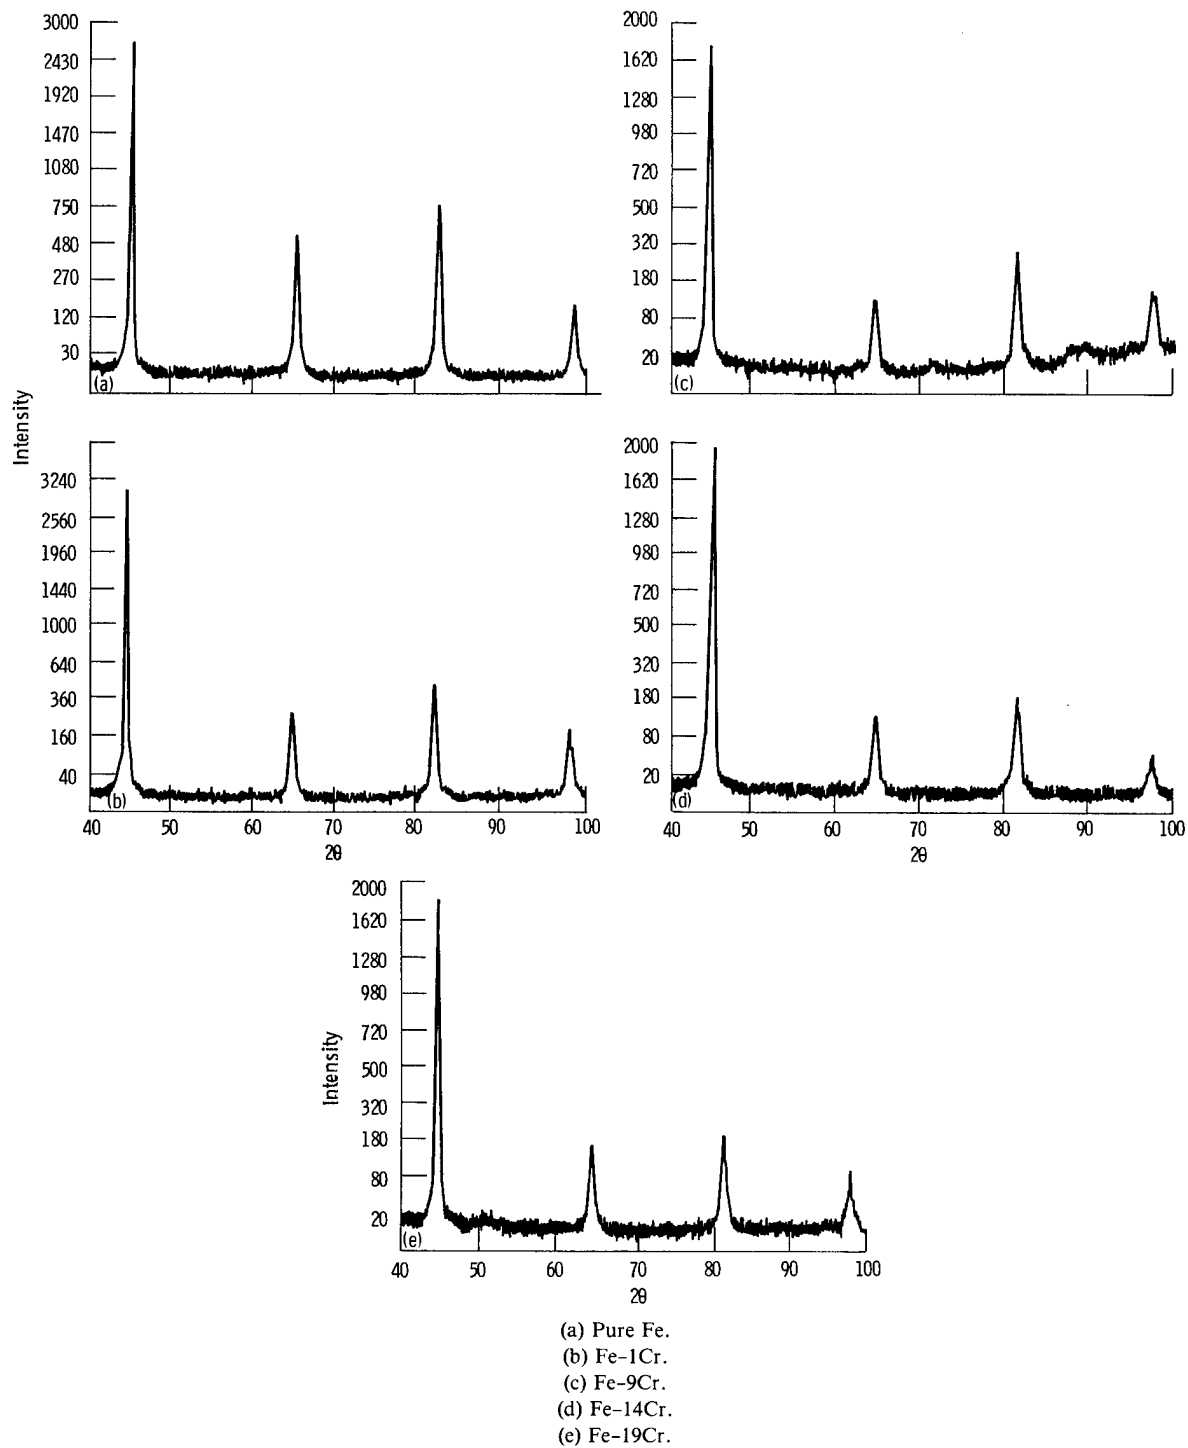 3000
2430
1920
1470
1080
750
480
270
120
30
(a)
2000
1620
1280
980
720
500
320
180
80
20
(c)
Intensity
3240
2560
1960
1440
1000
640
360
160
40
(b)
40 50 60 70 80 90 100
2θ
2000
1620
1280
980
720
500
320
180
80
20
(d)
40 50 60 70 80 90 100
2θ
2000
1620
1280
980
720
500
320
180
80
20
Intensity
(e)
40 50 60 70 80 90 100
2θ
(a) Pure Fe.
(b) Fe-1Cr.
(c) Fe-9Cr.
(d) Fe-14Cr.
(e) Fe-19Cr.